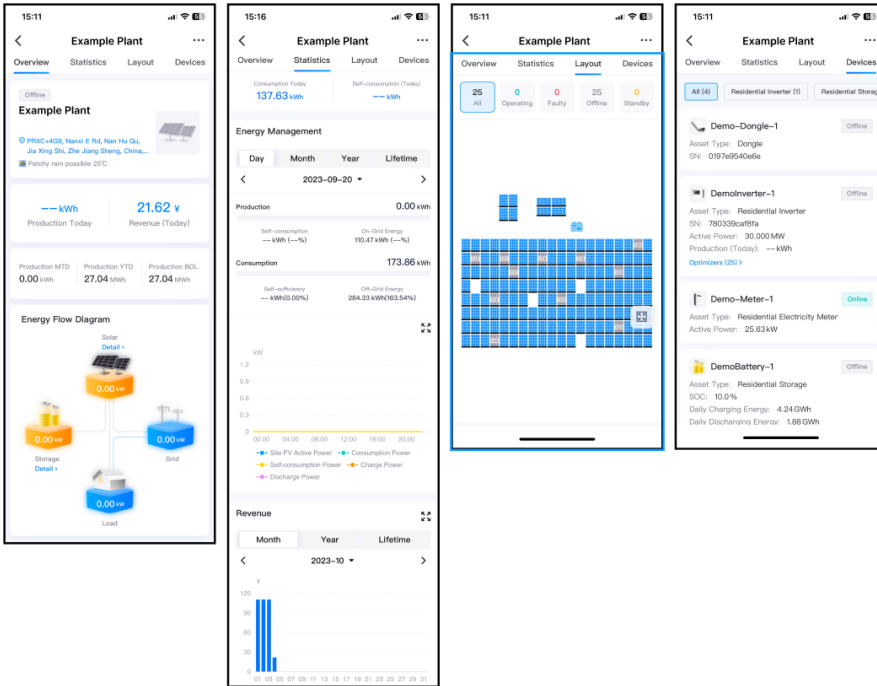 15:11
Example Plant
Overview Statistics Layout Devices
Offline
Example Plant
PRXC+4G9, Nanxi E Rd, Nan Hu Qu,
Jia Xing Shi, Zhe Jiang Sheng, China,...
Patchy rain possible 25℃
-- kWh 21.62 ¥
Production Today Revenue (Today)
Production MTD Production YTD Production BOL
0.00 kWh 27.04 MWh 27.04 MWh
Energy Flow Diagram
Solar
Detail >
0.00 kW
0.00 kW 0.00 kW
Storage Grid
Detail >
0.00 kW
Load
15:16
Example Plant
Overview Statistics Layout Devices
Consumption Today Self-consumption (Today)
137.63 kWh -- kWh
Energy Management
Day Month Year Lifetime
< 2023-09-20 >
Production 0.00 kWh
Self-consumption On-Grid Energy
-- kWh (--%) 110.47 kWh (--%)
Consumption 173.86 kWh
Self-sufficiency Off-Grid Energy
-- kWh(0.00%) 284.33 kWh(163.54%)
kW
1.2
0.9
0.6
0.3
0
00:00 04:00 08:00 12:00 16:00 20:00
Site PV Active Power Consumption Power
Self-consumption Power Charge Power
Discharge Power
Revenue
Month Year Lifetime
< 2023-10 >
¥
120
90
60
30
0
01 03 05 07 09 11 13 15 17 19 21 23 25 27 29 31
15:11
Example Plant
Overview Statistics Layout Devices
25 0 0 25 0
All Operating Faulty Offline Standby
15:11
Example Plant
Overview Statistics Layout Devices
All (4) Residential Inverter (1) Residential Storag
Demo-Dongle-1 Offline
Asset Type: Dongle
SN: 0197e9540e6e
DemoInverter-1 Offline
Asset Type: Residential Inverter
SN: 780339caf8fa
Active Power: 30.000 MW
Production (Today): -- kWh
Optimizers (25) >
Demo-Meter-1 Online
Asset Type: Residential Electricity Meter
Active Power: 25.63 kW
DemoBattery-1 Offline
Asset Type: Residential Storage
SOC: 10.0 %
Daily Charging Energy: 4.24 GWh
Daily Discharging Energy: 1.88 GWh